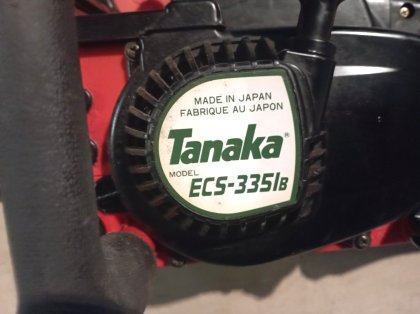 MADE IN JAPAN
FABRIQUE AU JAPON
Tanaka®
MODEL
ECS-3351B